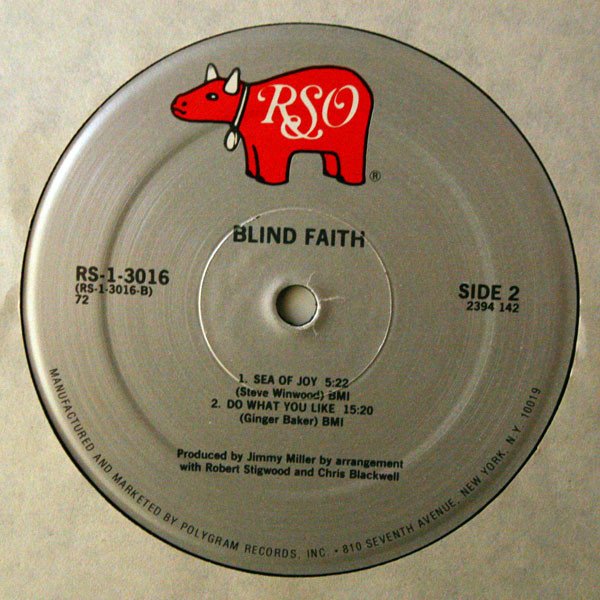 RSO
®
BLIND FAITH
RS-1-3016
(RS-1-3016-B)
72
SIDE 2
2394 142
1. SEA OF JOY 5:22
(Steve Winwood) BMI
2. DO WHAT YOU LIKE 15:20
(Ginger Baker) BMI
Produced by Jimmy Miller by arrangement
with Robert Stigwood and Chris Blackwell
MANUFACTURED AND MARKETED BY POLYGRAM RECORDS, INC. • 810 SEVENTH AVENUE, NEW YORK, N.Y. 10019